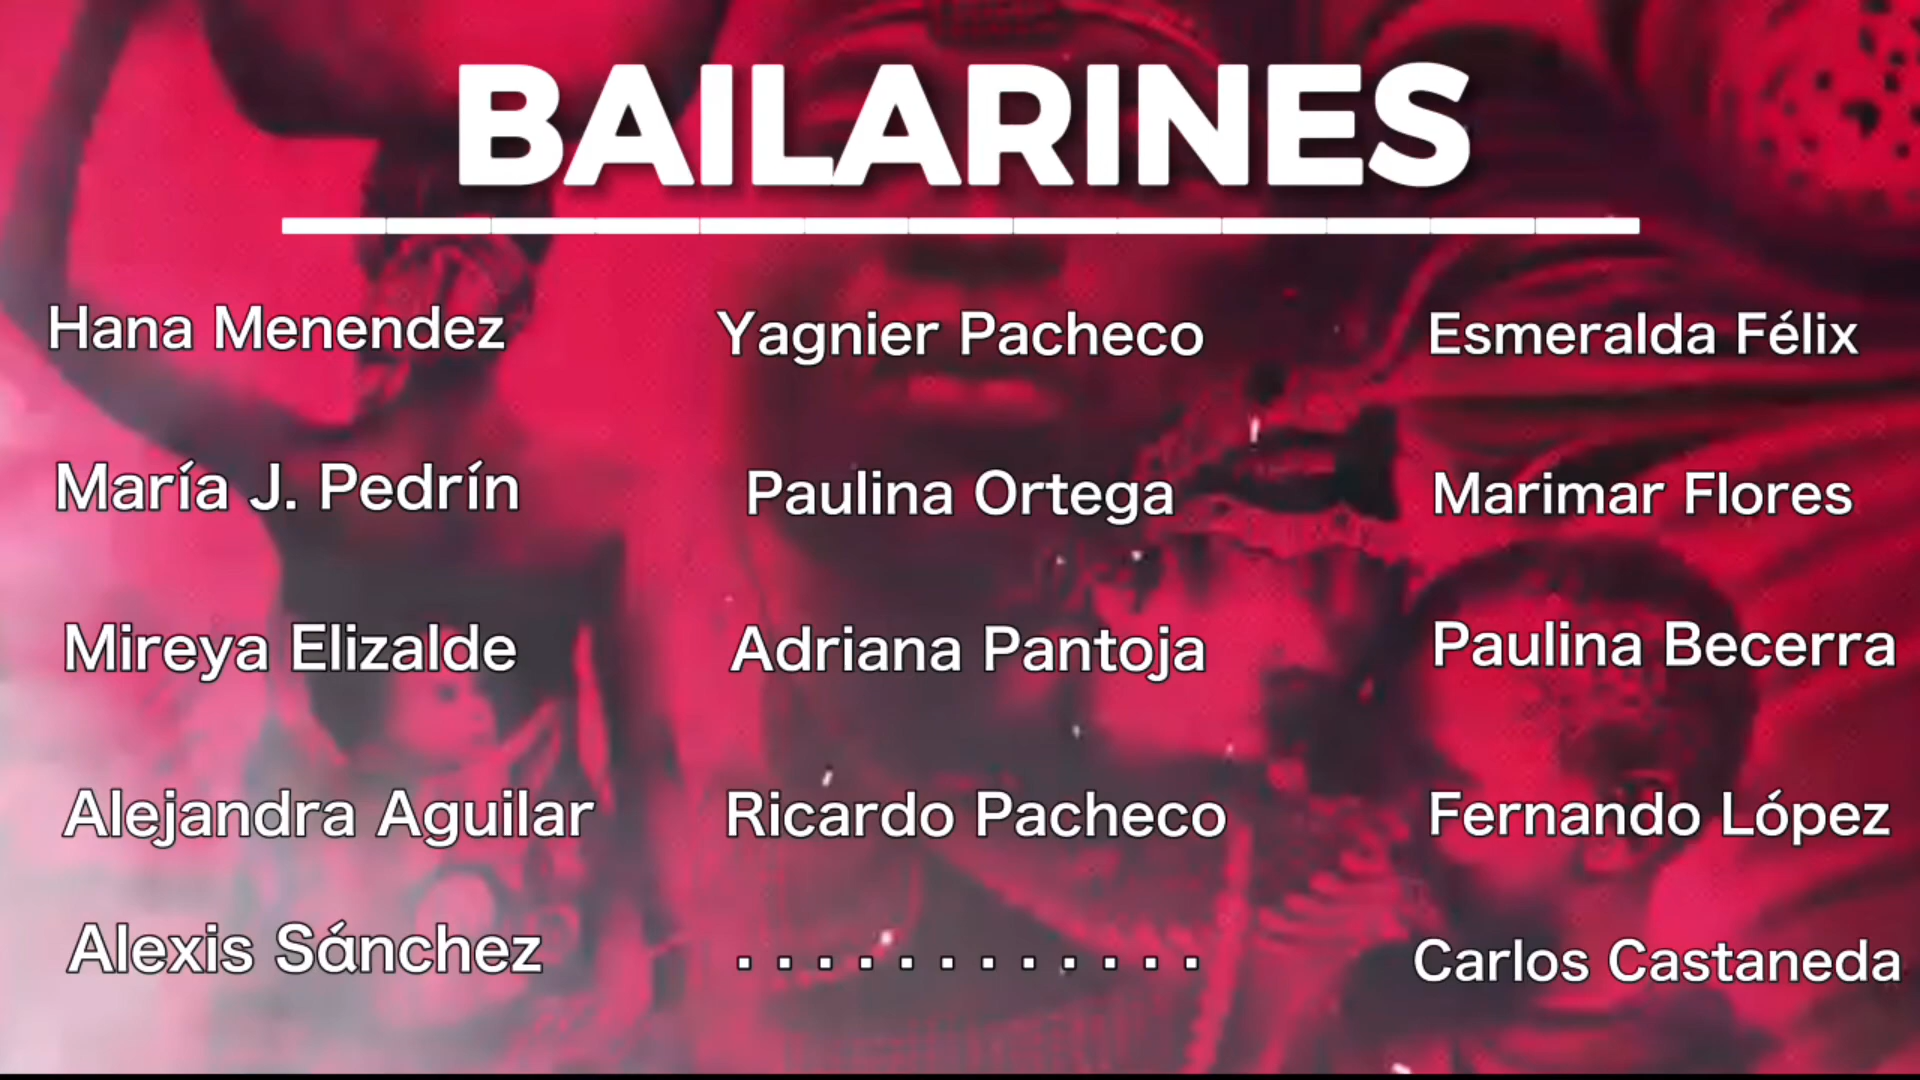 BAILARINES
Hana Menendez
Yagnier Pacheco
Esmeralda Félix
María J. Pedrín
Paulina Ortega
Marimar Flores
Mireya Elizalde
Adriana Pantoja
Paulina Becerra
Alejandra Aguilar
Ricardo Pacheco
Fernando López
Alexis Sánchez
. . . . . . . . . . . .
Carlos Castaneda